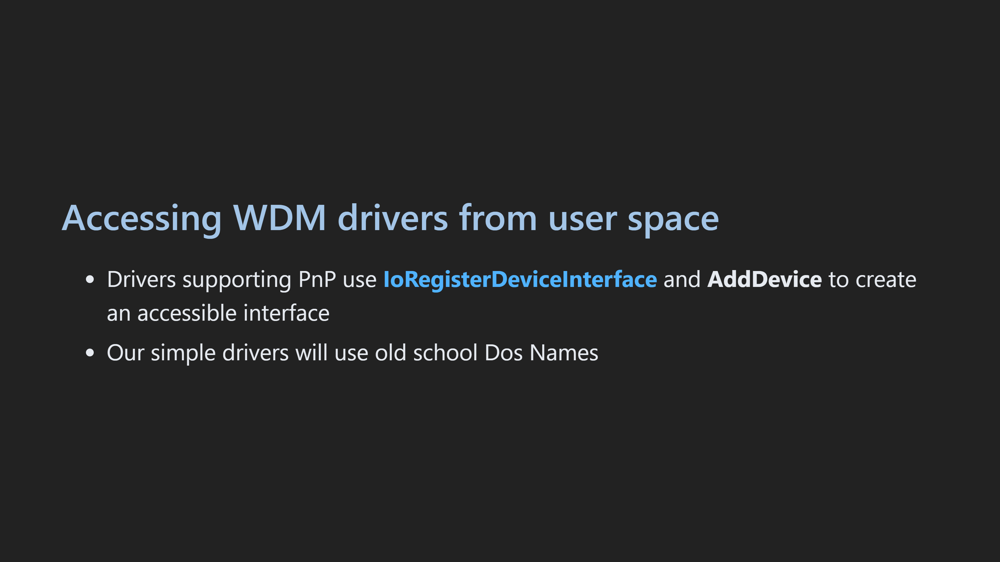 Accessing WDM drivers from user space
• Drivers supporting PnP use IoRegisterDeviceInterface and AddDevice to create
an accessible interface
• Our simple drivers will use old school Dos Names